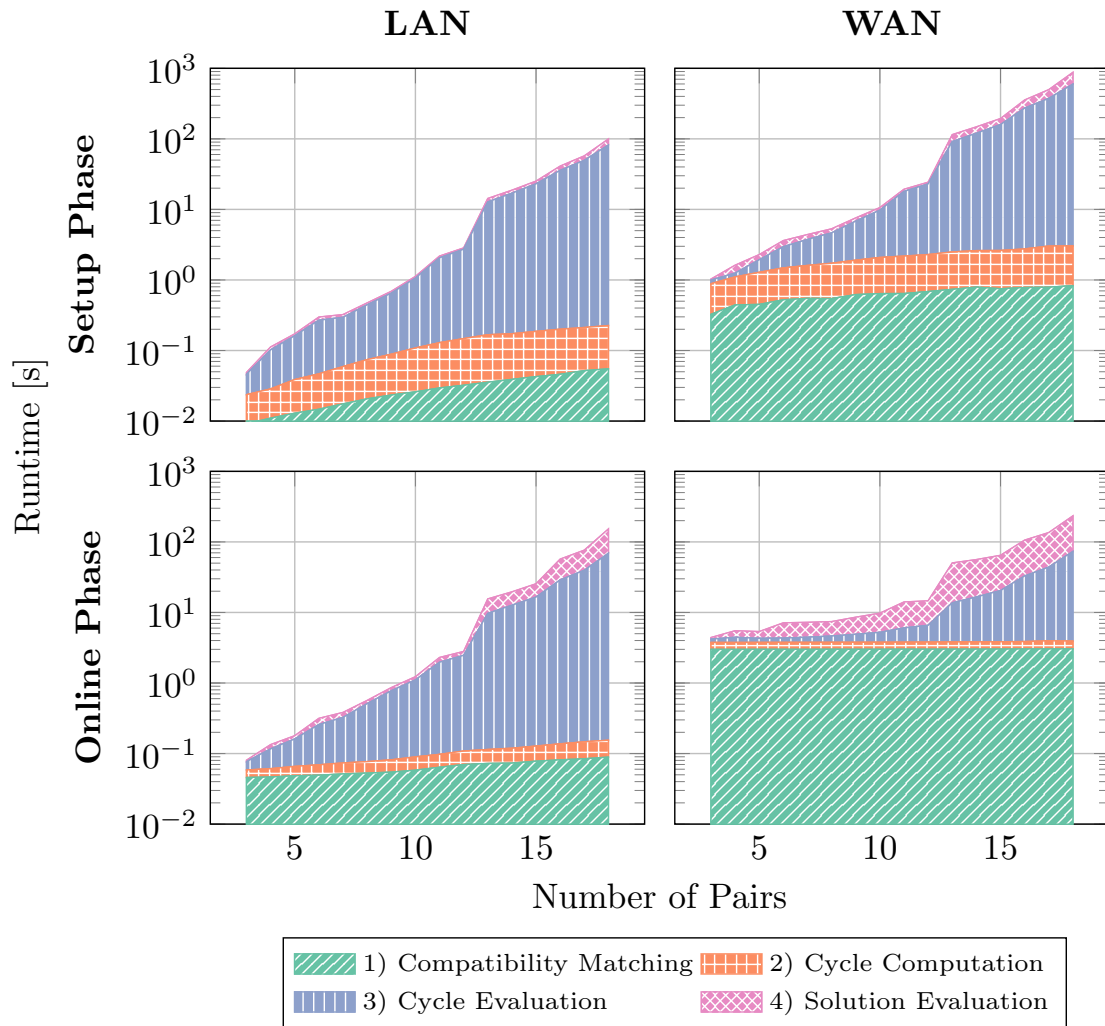 LAN WAN
Setup Phase
10^3
10^2
10^1
10^0
10^−1
10^−2
Runtime [s]
Online Phase
10^3
10^2
10^1
10^0
10^−1
10^−2
5 10 15 5 10 15
Number of Pairs
1) Compatibility Matching 2) Cycle Computation
3) Cycle Evaluation 4) Solution Evaluation